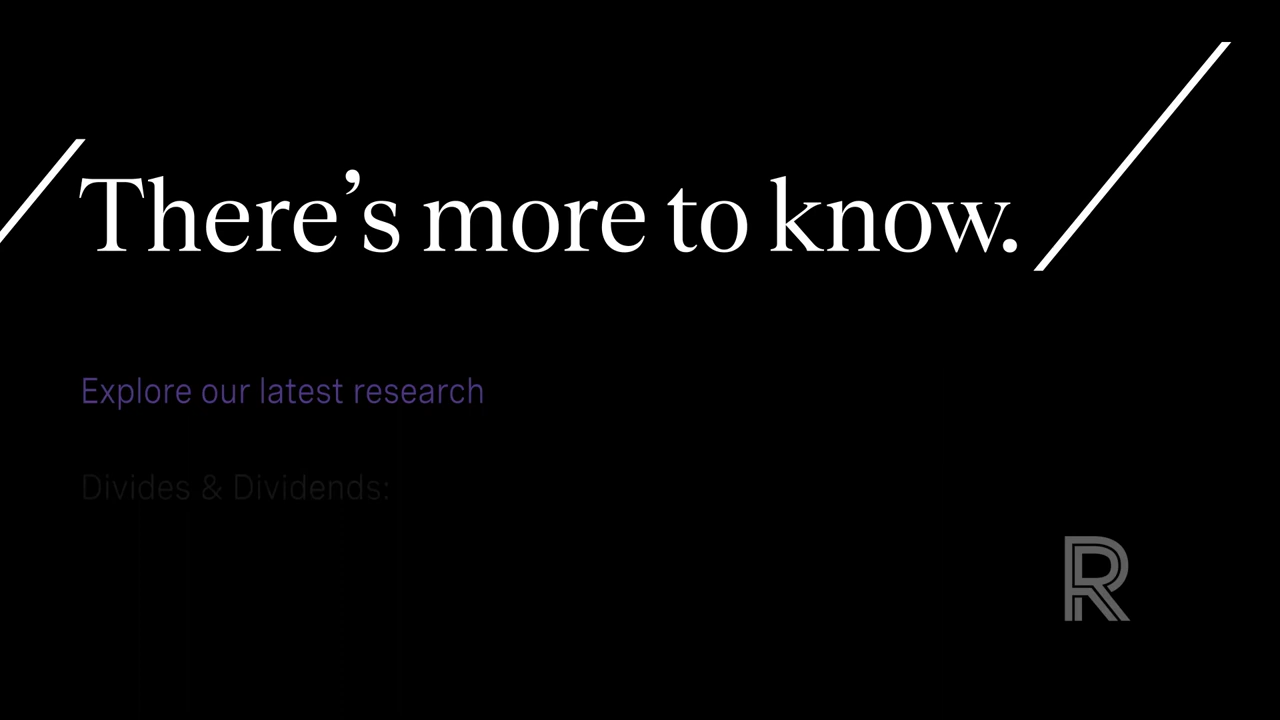 There’s more to know.
Explore our latest research
Divides & Dividends:
R